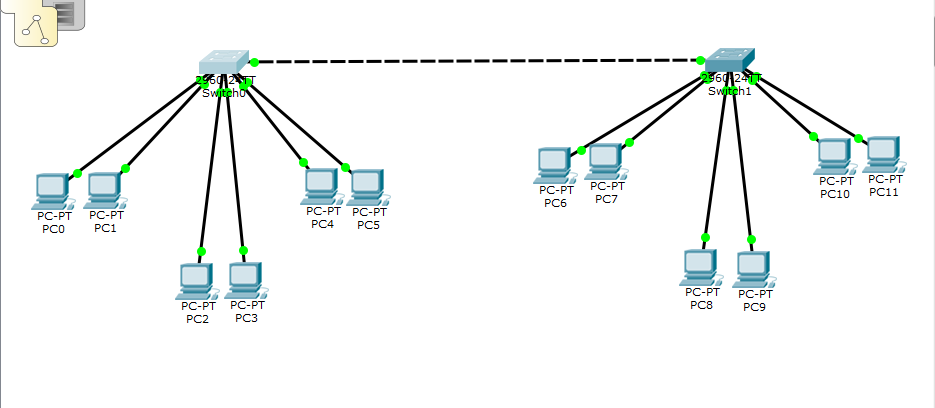 2960-24TT
Switch0
2960-24TT
Switch1
PC-PT
PC0
PC-PT
PC1
PC-PT
PC2
PC-PT
PC3
PC-PT
PC4
PC-PT
PC5
PC-PT
PC6
PC-PT
PC7
PC-PT
PC8
PC-PT
PC9
PC-PT
PC10
PC-PT
PC11